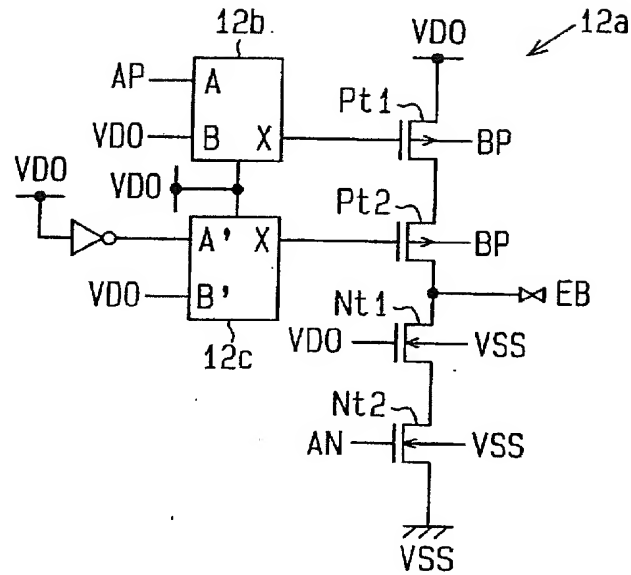 12b
VDO
12a
AP
A
Pt1
VDO
B
X
BP
VDO
VDO
Pt2
A'
X
BP
VDO
B'
EB
12c
Nt1
VDO
VSS
Nt2
AN
VSS
VSS